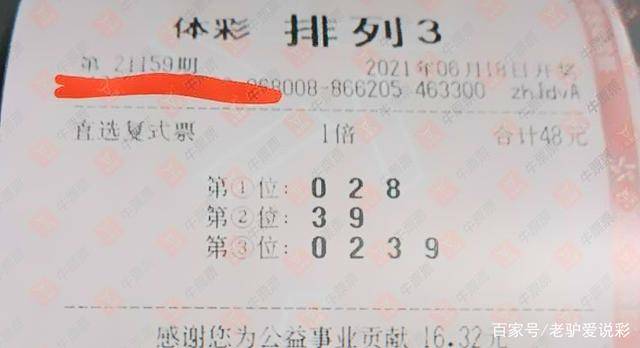 体彩 排列3
第 21159期 2021年06月18日开奖
068008-866205 463300 zhIdvA
直选复式票 1倍 合计48元
第①位: 0 2 8
第②位: 3 9
第③位: 0 2 3 9
感谢您为公益事业贡献 16.32元
百家号/老驴爱说彩